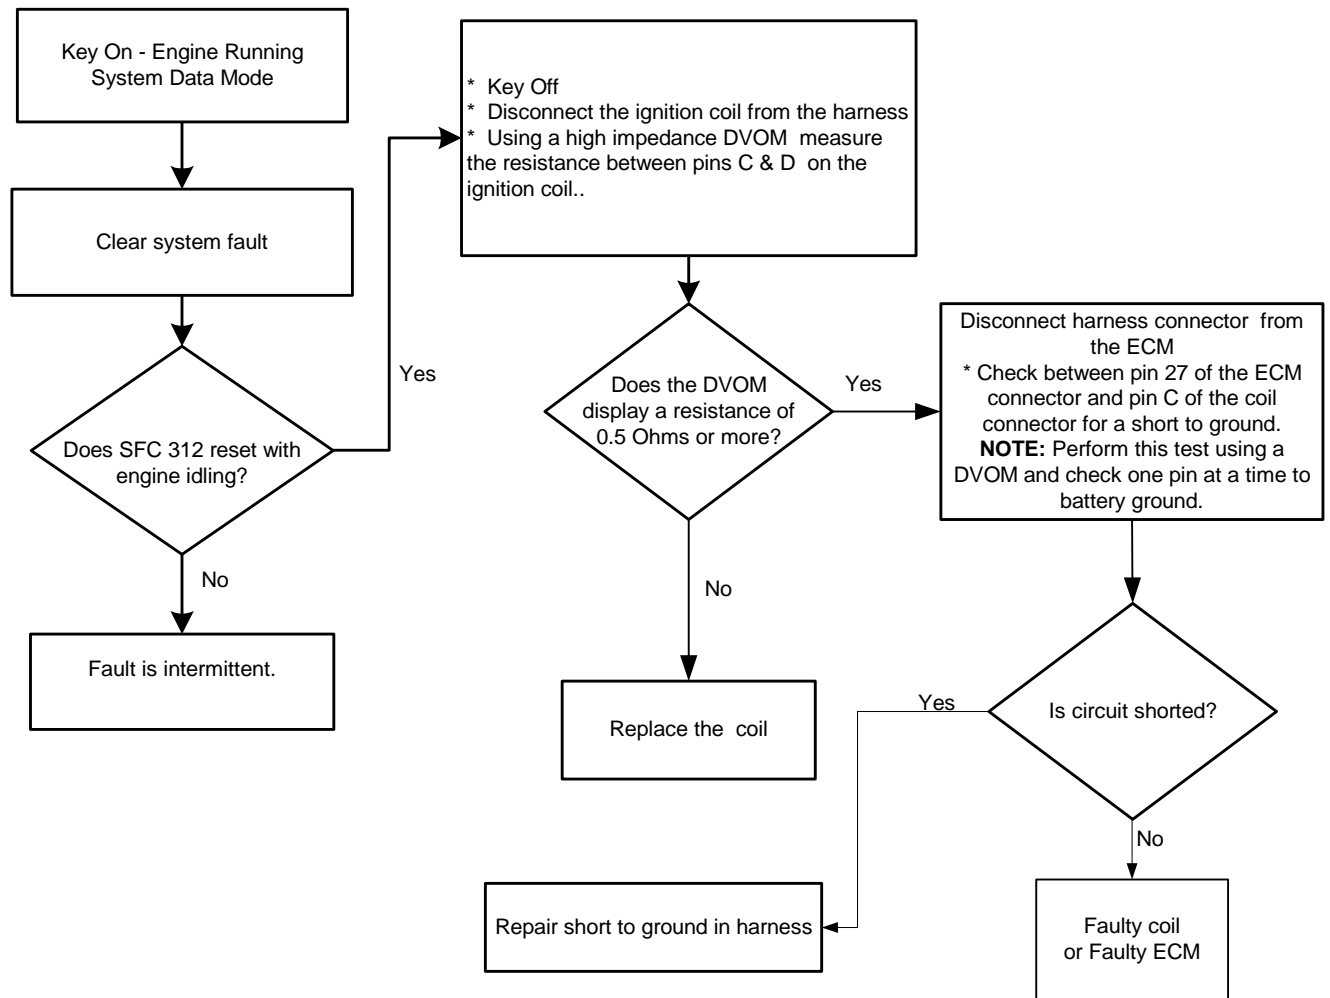 Key On - Engine Running
System Data Mode
Clear system fault
Does SFC 312 reset with
engine idling?
Yes
No
Fault is intermittent.
* Key Off
* Disconnect the ignition coil from the harness
* Using a high impedance DVOM measure
the resistance between pins C & D on the
ignition coil..
Does the DVOM
display a resistance of
0.5 Ohms or more?
Yes
No
Replace the coil
Disconnect harness connector from
the ECM
* Check between pin 27 of the ECM
connector and pin C of the coil
connector for a short to ground.
NOTE: Perform this test using a
DVOM and check one pin at a time to
battery ground.
Is circuit shorted?
Yes
No
Repair short to ground in harness
Faulty coil
or Faulty ECM